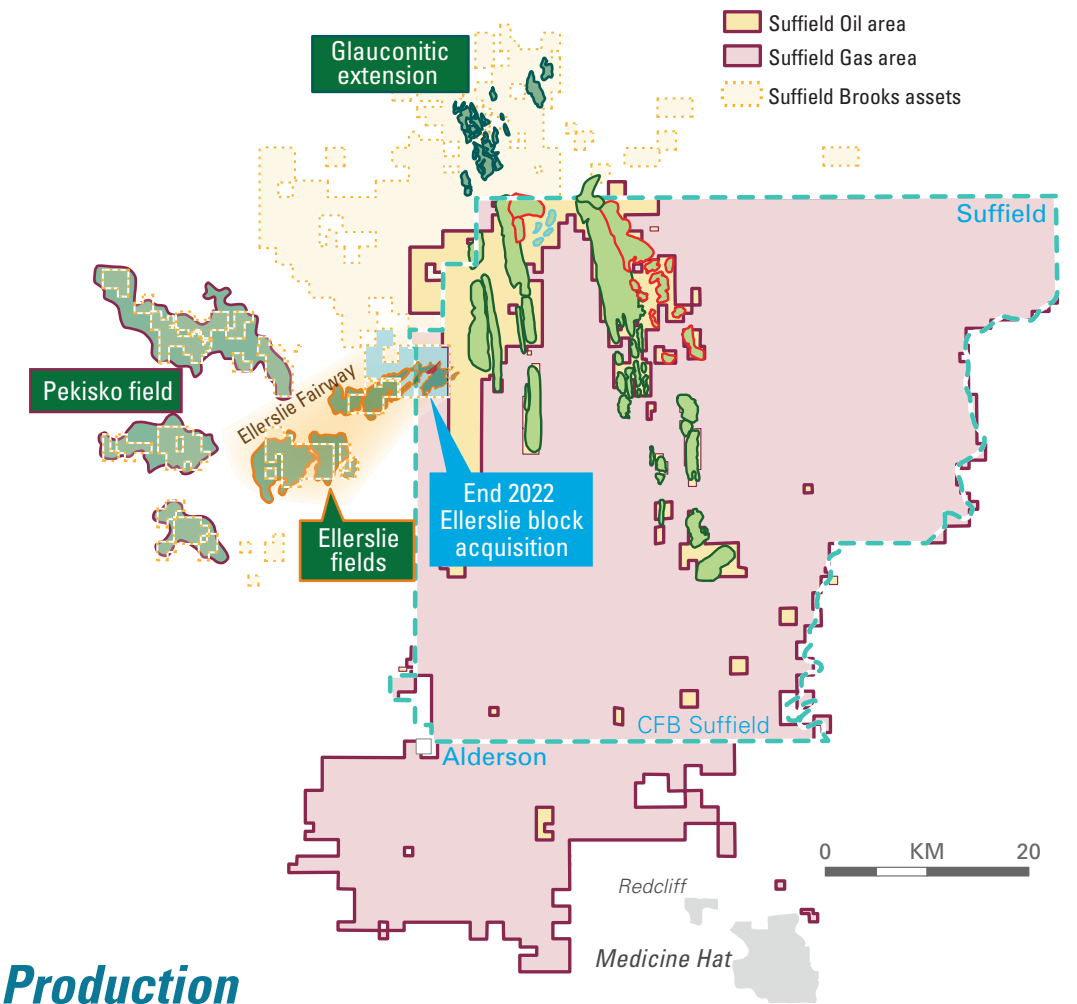 Glauconitic
extension
Suffield Oil area
Suffield Gas area
Suffield Brooks assets
Suffield
Pekisko field
Ellerslie Fairway
End 2022
Ellerslie block
acquisition
Ellerslie
fields
CFB Suffield
Alderson
0 KM 20
Redcliff
Medicine Hat
Production